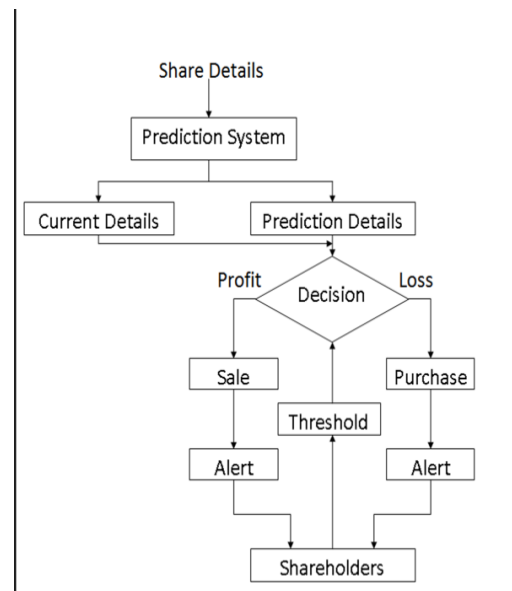 Share Details
Prediction System
Current Details
Prediction Details
Profit
Loss
Decision
Sale
Purchase
Threshold
Alert
Alert
Shareholders